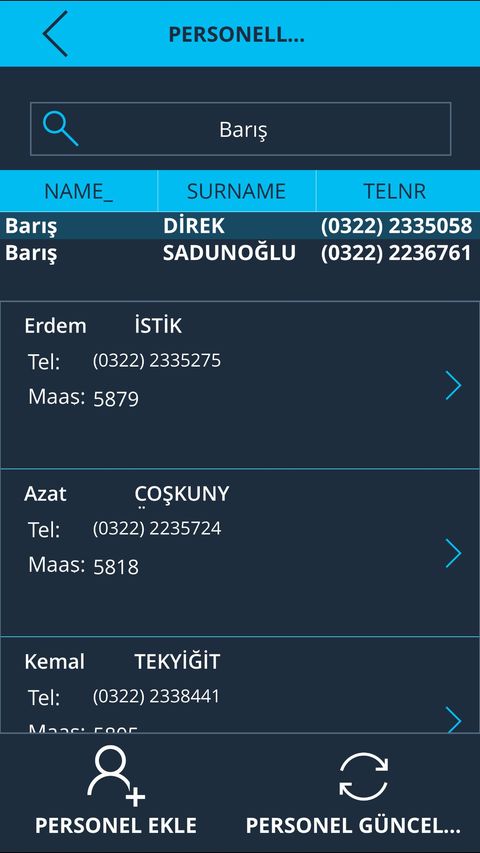 PERSONELL...
Barış
NAME_ SURNAME TELNR
Barış DİREK (0322) 2335058
Barış SADUNOĞLU (0322) 2236761
Erdem İSTİK
Tel: (0322) 2335275
Maas: 5879
Azat COŞKUNY
Tel: (0322) 2235724
Maas: 5818
Kemal TEKYİĞİT
Tel: (0322) 2338441
PERSONEL EKLE PERSONEL GÜNCEL...